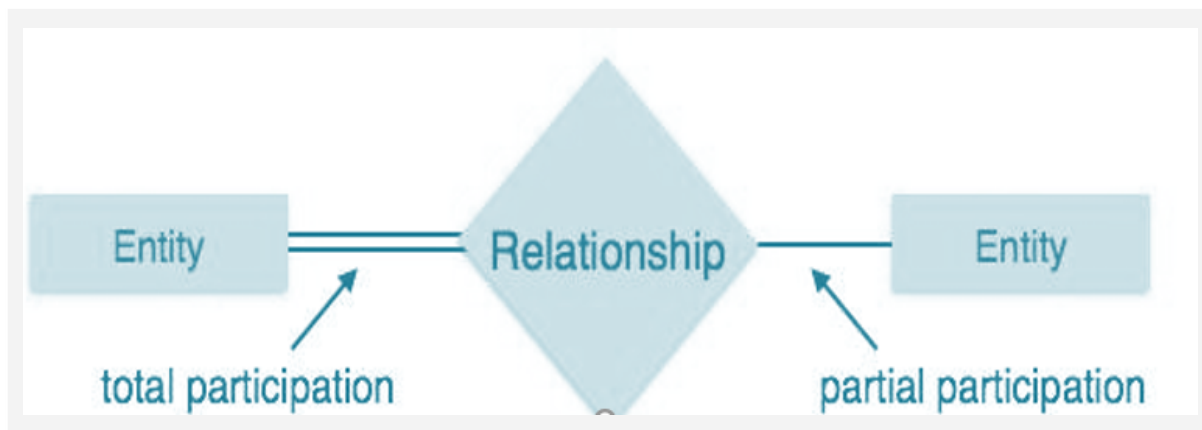 Entity
Relationship
Entity
total participation
partial participation